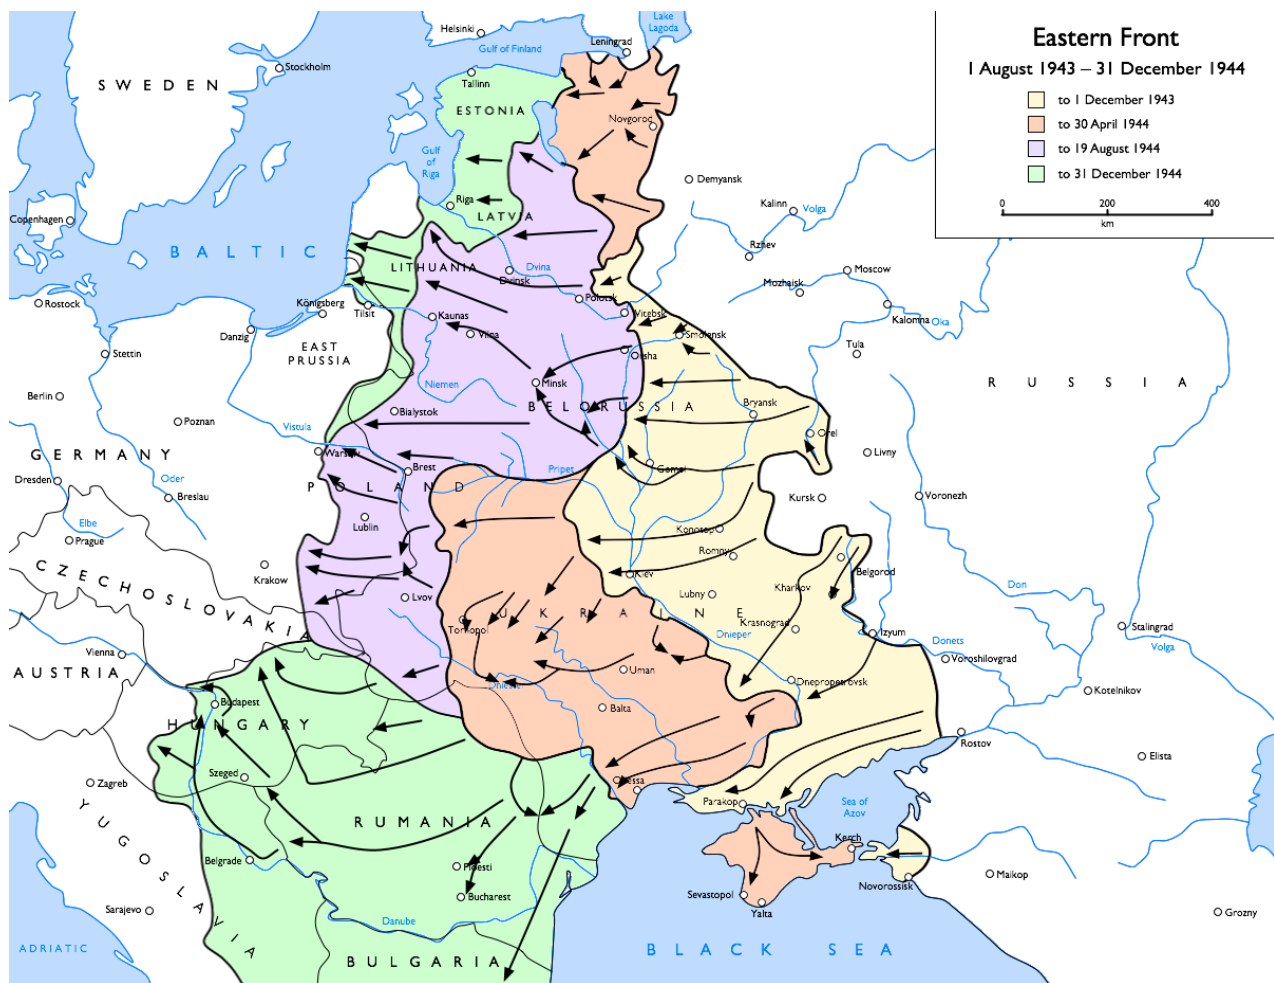 Eastern Front
1 August 1943 – 31 December 1944
to 1 December 1943
to 30 April 1944
to 19 August 1944
to 31 December 1944
0 200 400
km
Helsinki
Lake
Lagoda
Leningrad
Gulf of Finland
Stockholm
SWEDEN
Tallinn
ESTONIA
Novgorod
Gulf
of
Riga
Demyansk
Riga
LATVIA
Kalinn
Volga
Copenhagen
BALTIC
Rzhev
LITHUANIA
Dvina
Dvinsk
Moscow
Mozhaisk
Rostock
Königsberg
Tilsit
Polotsk
Vitebsk
Kaunas
Kalomna
Oka
Danzig
Vilna
Smolensk
EAST
PRUSSIA
Stettin
Orsha
Tula
Niemen
Minsk
RUSSIA
Berlin
Bialystok
BELORUSSIA
Bryansk
Poznan
Vistula
Orel
GERMANY
Warsaw
Livny
Brest
Pripet
Gomel
Dresden
Oder
POLAND
Breslau
Kursk
Voronezh
Elbe
Lublin
Konotop
Prague
Romny
Krakow
Kiev
Belgorod
CZECHOSLOVAKIA
Lvov
Lubny
Kharkov
Don
UKRAINE
Krasnograd
Tornopol
Dnieper
Izyum
Stalingrad
Donets
Volga
Vienna
Voroshilovgrad
AUSTRIA
Uman
Dniester
Dnepropetrovsk
Kotelnikov
Budapest
Balta
HUNGARY
Rostov
Elista
Szeged
Zagreb
Odessa
Parakop
Sea of
Azov
YUGOSLAVIA
RUMANIA
Kerch
Belgrade
Ploesti
Maikop
Novorossisk
Bucharest
Sevastopol
Yalta
Sarajevo
Danube
Grozny
ADRIATIC
BULGARIA
BLACK SEA